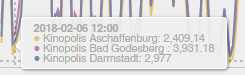 2018-02-06 12:00
Kinopolis Aschaffenburg: 2,409.14
Kinopolis Bad Godesberg : 3,931.18
Kinopolis Darmstadt: 2,977